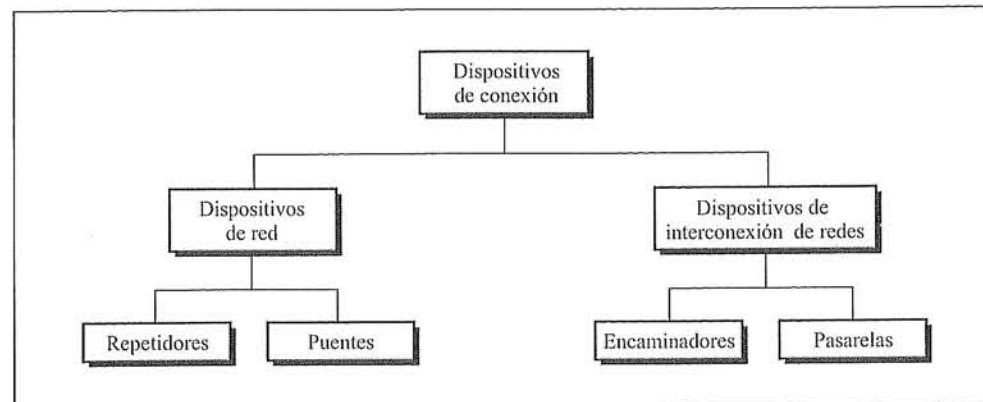 Dispositivos
de conexión
Dispositivos
de red
Dispositivos de
interconexión de redes
Repetidores
Puentes
Encaminadores
Pasarelas